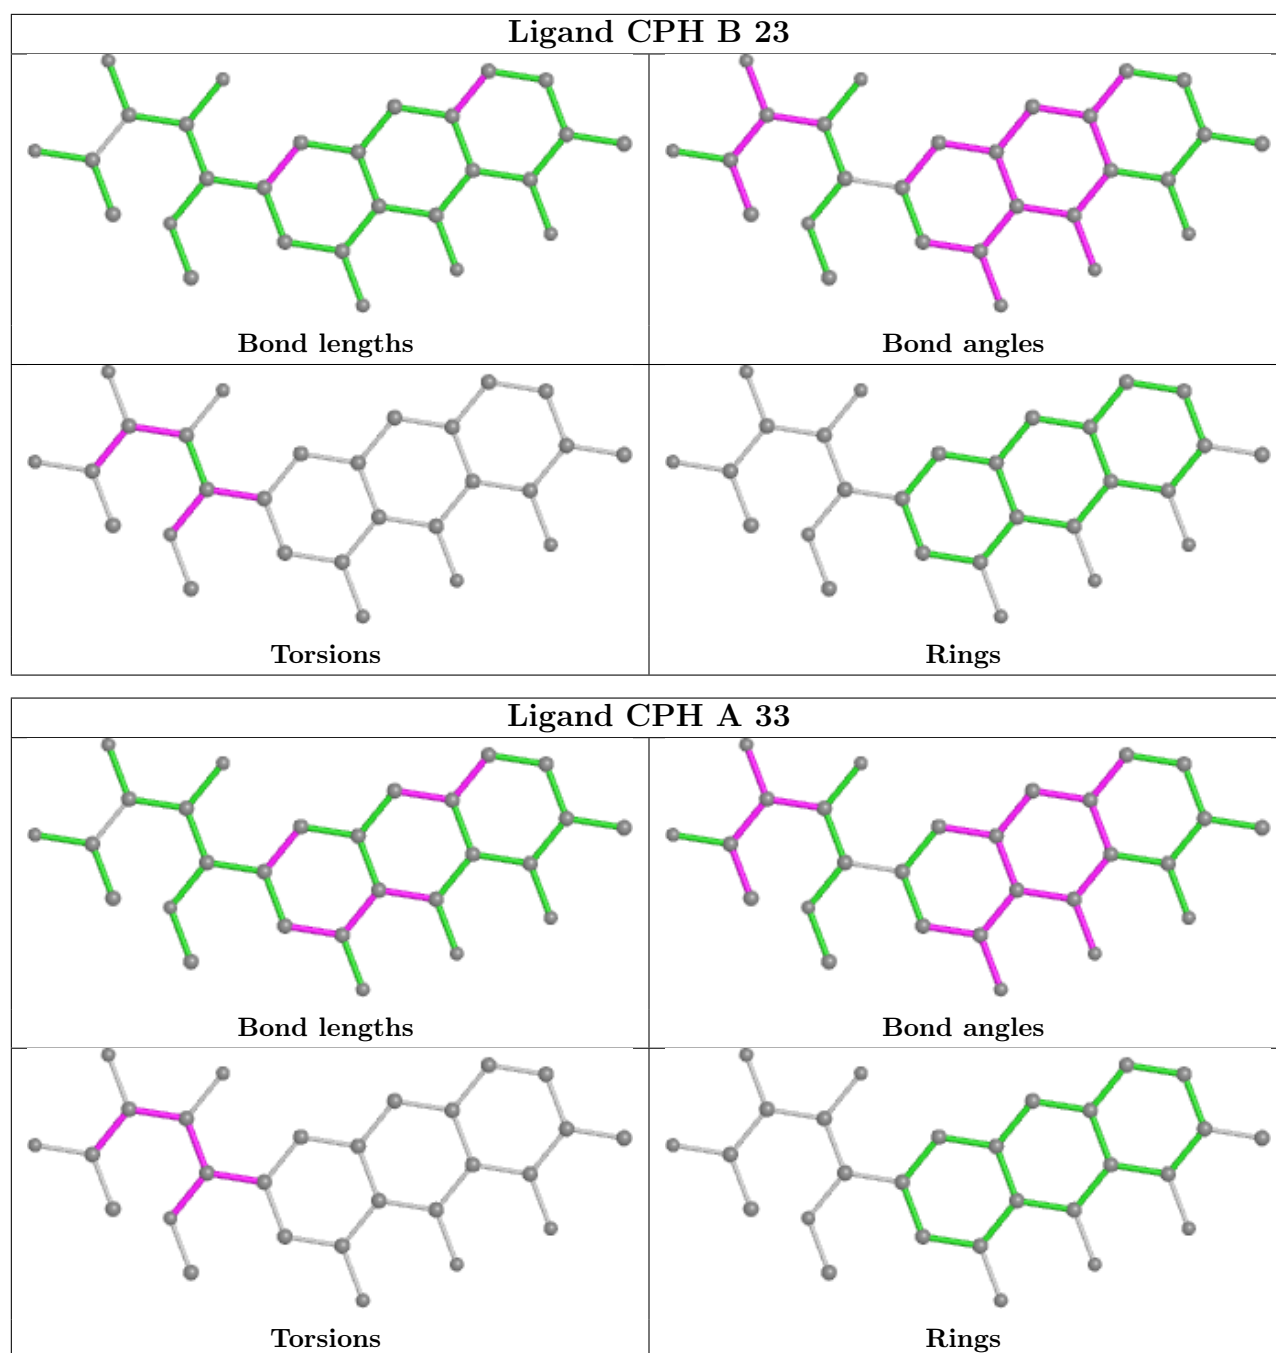 Ligand CPH B 23
Bond lengths
Bond angles
Torsions
Rings
Ligand CPH A 33
Bond lengths
Bond angles
Torsions
Rings